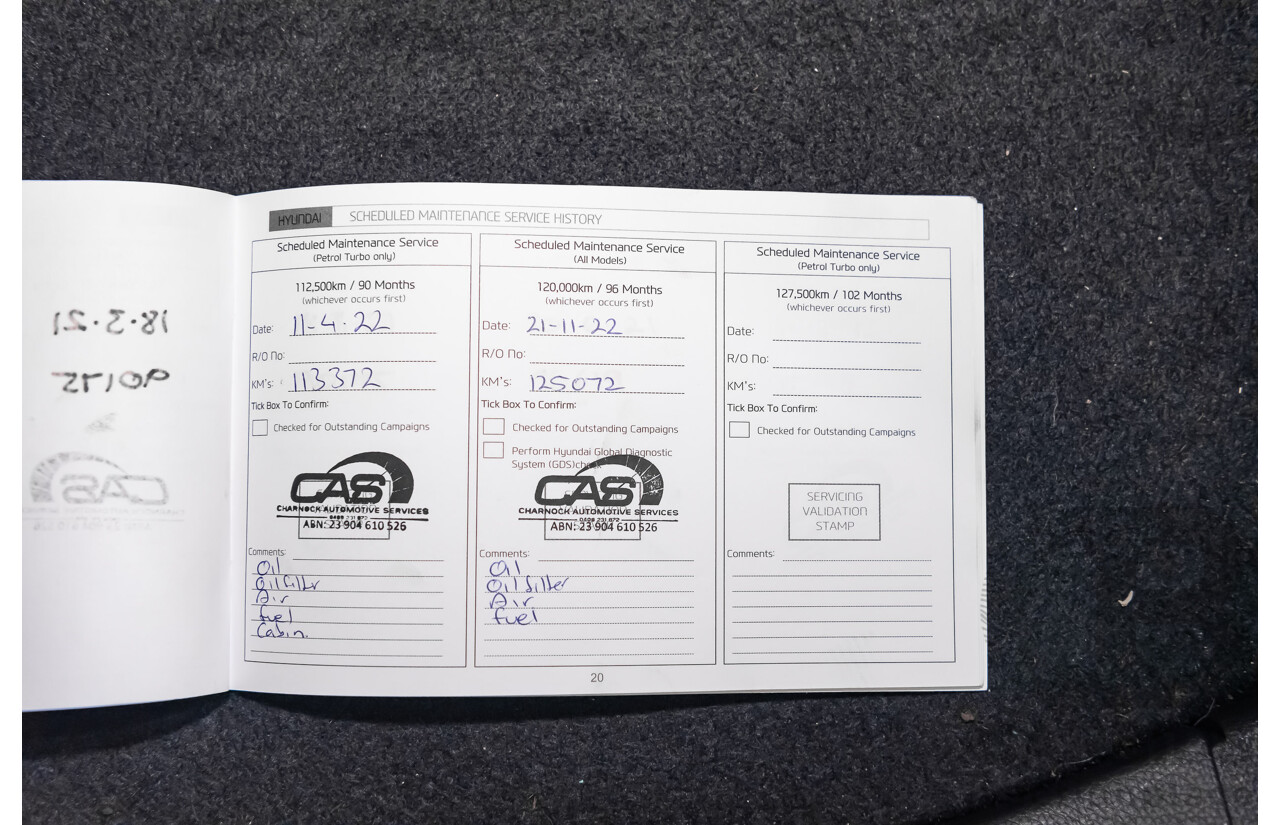 HYUNDAI SCHEDULED MAINTENANCE SERVICE HISTORY
Scheduled Maintenance Service
(Petrol Turbo only)
112,500km / 90 Months
(whichever occurs first)
Date: 11-4-22
R/O No:
KM's: 113372
Tick Box To Confirm:
Checked for Outstanding Campaigns
CAS
CHARNOCK AUTOMOTIVE SERVICES
ABN: 23 904 610 526
Comments:
Oil
Oil filter
Air
fuel
Cabin.
Scheduled Maintenance Service
(All Models)
120,000km / 96 Months
(whichever occurs first)
Date: 21-11-22
R/O No:
KM's: 125072
Tick Box To Confirm:
Checked for Outstanding Campaigns
Perform Hyundai Global Diagnostic
System (GDS)
CAS
CHARNOCK AUTOMOTIVE SERVICES
ABN: 23 904 610 526
Comments:
Oil
Oil filter
Air
fuel
Scheduled Maintenance Service
(Petrol Turbo only)
127,500km / 102 Months
(whichever occurs first)
Date:
R/O No:
KM's:
Tick Box To Confirm:
Checked for Outstanding Campaigns
SERVICING
VALIDATION
STAMP
Comments:
20
18.3.21
CAS